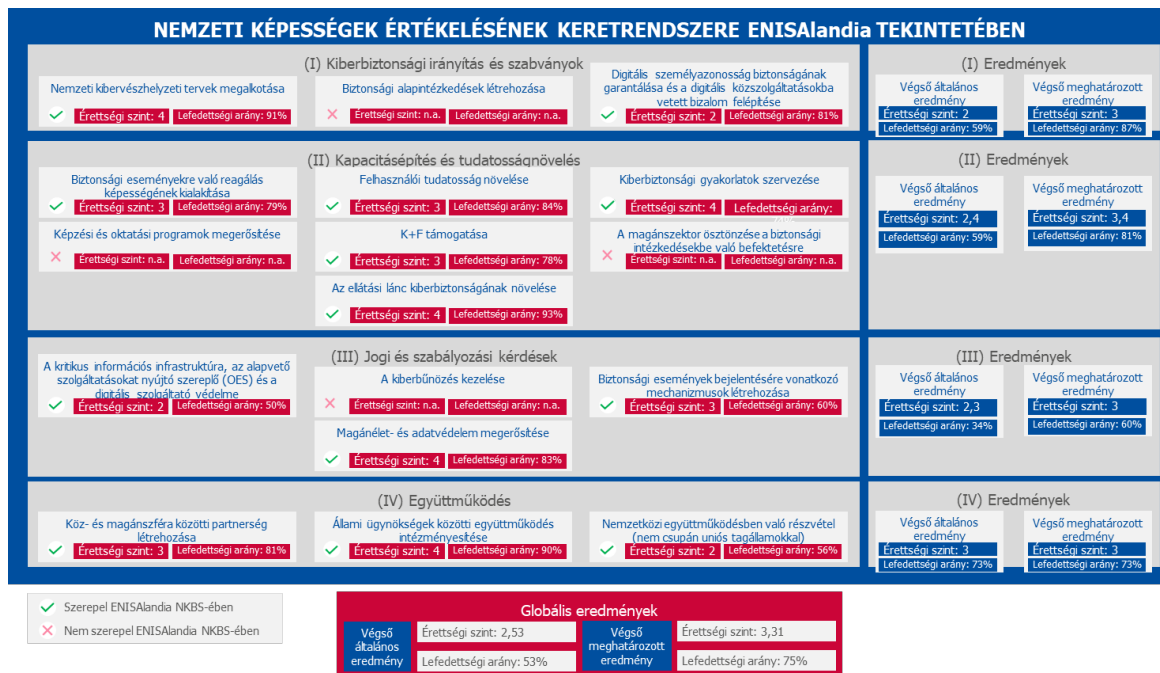 NEMZETI KÉPESSÉGEK ÉRTÉKELÉSÉNEK KERETRENDSZERE ENISAlandia TEKINTETÉBEN
(I) Kiberbiztonsági irányítás és szabványok
Nemzeti kibervészhelyzeti tervek megalkotása
Érettségi szint: 4 Lefedettségi arány: 91%
Biztonsági alapintézkedések létrehozása
Érettségi szint: n.a. Lefedettségi arány: n.a.
Digitális személyazonosság biztonságának
garantálása és a digitális közszolgáltatásokba
vetett bizalom felépítése
Érettségi szint: 2 Lefedettségi arány: 81%
(I) Eredmények
Végső általános
eredmény
Érettségi szint: 2
Lefedettségi arány: 59%
Végső meghatározott
eredmény
Érettségi szint: 3
Lefedettségi arány: 87%
(II) Kapacitásépítés és tudatosságnövelés
Biztonsági eseményekre való reagálás
képességének kialakítása
Érettségi szint: 3 Lefedettségi arány: 79%
Felhasználói tudatosság növelése
Érettségi szint: 3 Lefedettségi arány: 84%
Kiberbiztonsági gyakorlatok szervezése
Érettségi szint: 4 Lefedettségi arány:
Képzési és oktatási programok megerősítése
Érettségi szint: n.a. Lefedettségi arány: n.a.
K+F támogatása
Érettségi szint: 3 Lefedettségi arány: 78%
A magánszektor ösztönzése a biztonsági
intézkedésekbe való befektetésre
Érettségi szint: n.a. Lefedettségi arány: n.a.
Az ellátási lánc kiberbiztonságának növelése
Érettségi szint: 4 Lefedettségi arány: 93%
(II) Eredmények
Végső általános
eredmény
Érettségi szint: 2,4
Lefedettségi arány: 59%
Végső meghatározott
eredmény
Érettségi szint: 3,4
Lefedettségi arány: 81%
(III) Jogi és szabályozási kérdések
A kritikus információs infrastruktúra, az alapvető
szolgáltatásokat nyújtó szereplő (OES) és a
digitális szolgáltató védelme
Érettségi szint: 2 Lefedettségi arány: 50%
A kiberbűnözés kezelése
Érettségi szint: n.a. Lefedettségi arány: n.a.
Biztonsági események bejelentésére vonatkozó
mechanizmusok létrehozása
Érettségi szint: 3 Lefedettségi arány: 60%
Magánélet- és adatvédelem megerősítése
Érettségi szint: 4 Lefedettségi arány: 83%
(III) Eredmények
Végső általános
eredmény
Érettségi szint: 2,3
Lefedettségi arány: 34%
Végső meghatározott
eredmény
Érettségi szint: 3
Lefedettségi arány: 60%
(IV) Együttműködés
Köz- és magánszféra közötti partnerség
létrehozása
Érettségi szint: 3 Lefedettségi arány: 81%
Állami ügynökségek közötti együttműködés
intézményesítése
Érettségi szint: 4 Lefedettségi arány: 90%
Nemzetközi együttműködésben való részvétel
(nem csupán uniós tagállamokkal)
Érettségi szint: 2 Lefedettségi arány: 56%
(IV) Eredmények
Végső általános
eredmény
Érettségi szint: 3
Lefedettségi arány: 73%
Végső meghatározott
eredmény
Érettségi szint: 3
Lefedettségi arány: 73%
Szerepel ENISAlandia NKBS-ében
Nem szerepel ENISAlandia NKBS-ében
Globális eredmények
Végső
általános
eredmény
Érettségi szint: 2,53
Lefedettségi arány: 53%
Végső
meghatározott
eredmény
Érettségi szint: 3,31
Lefedettségi arány: 75%